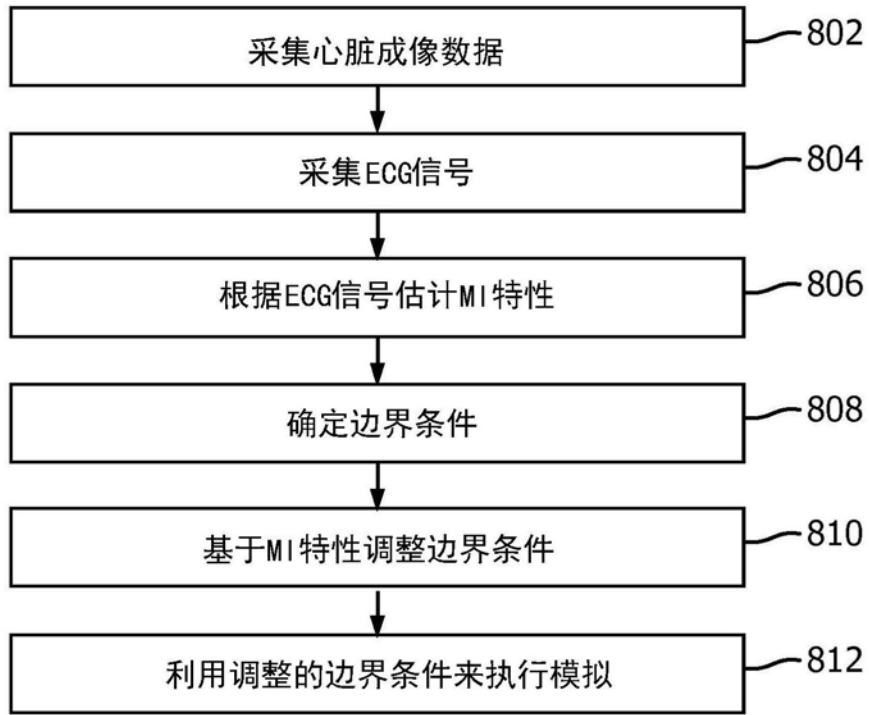 采集心脏成像数据
802
采集ECG信号
804
根据ECG信号估计MI特性
806
确定边界条件
808
基于MI特性调整边界条件
810
利用调整的边界条件来执行模拟
812